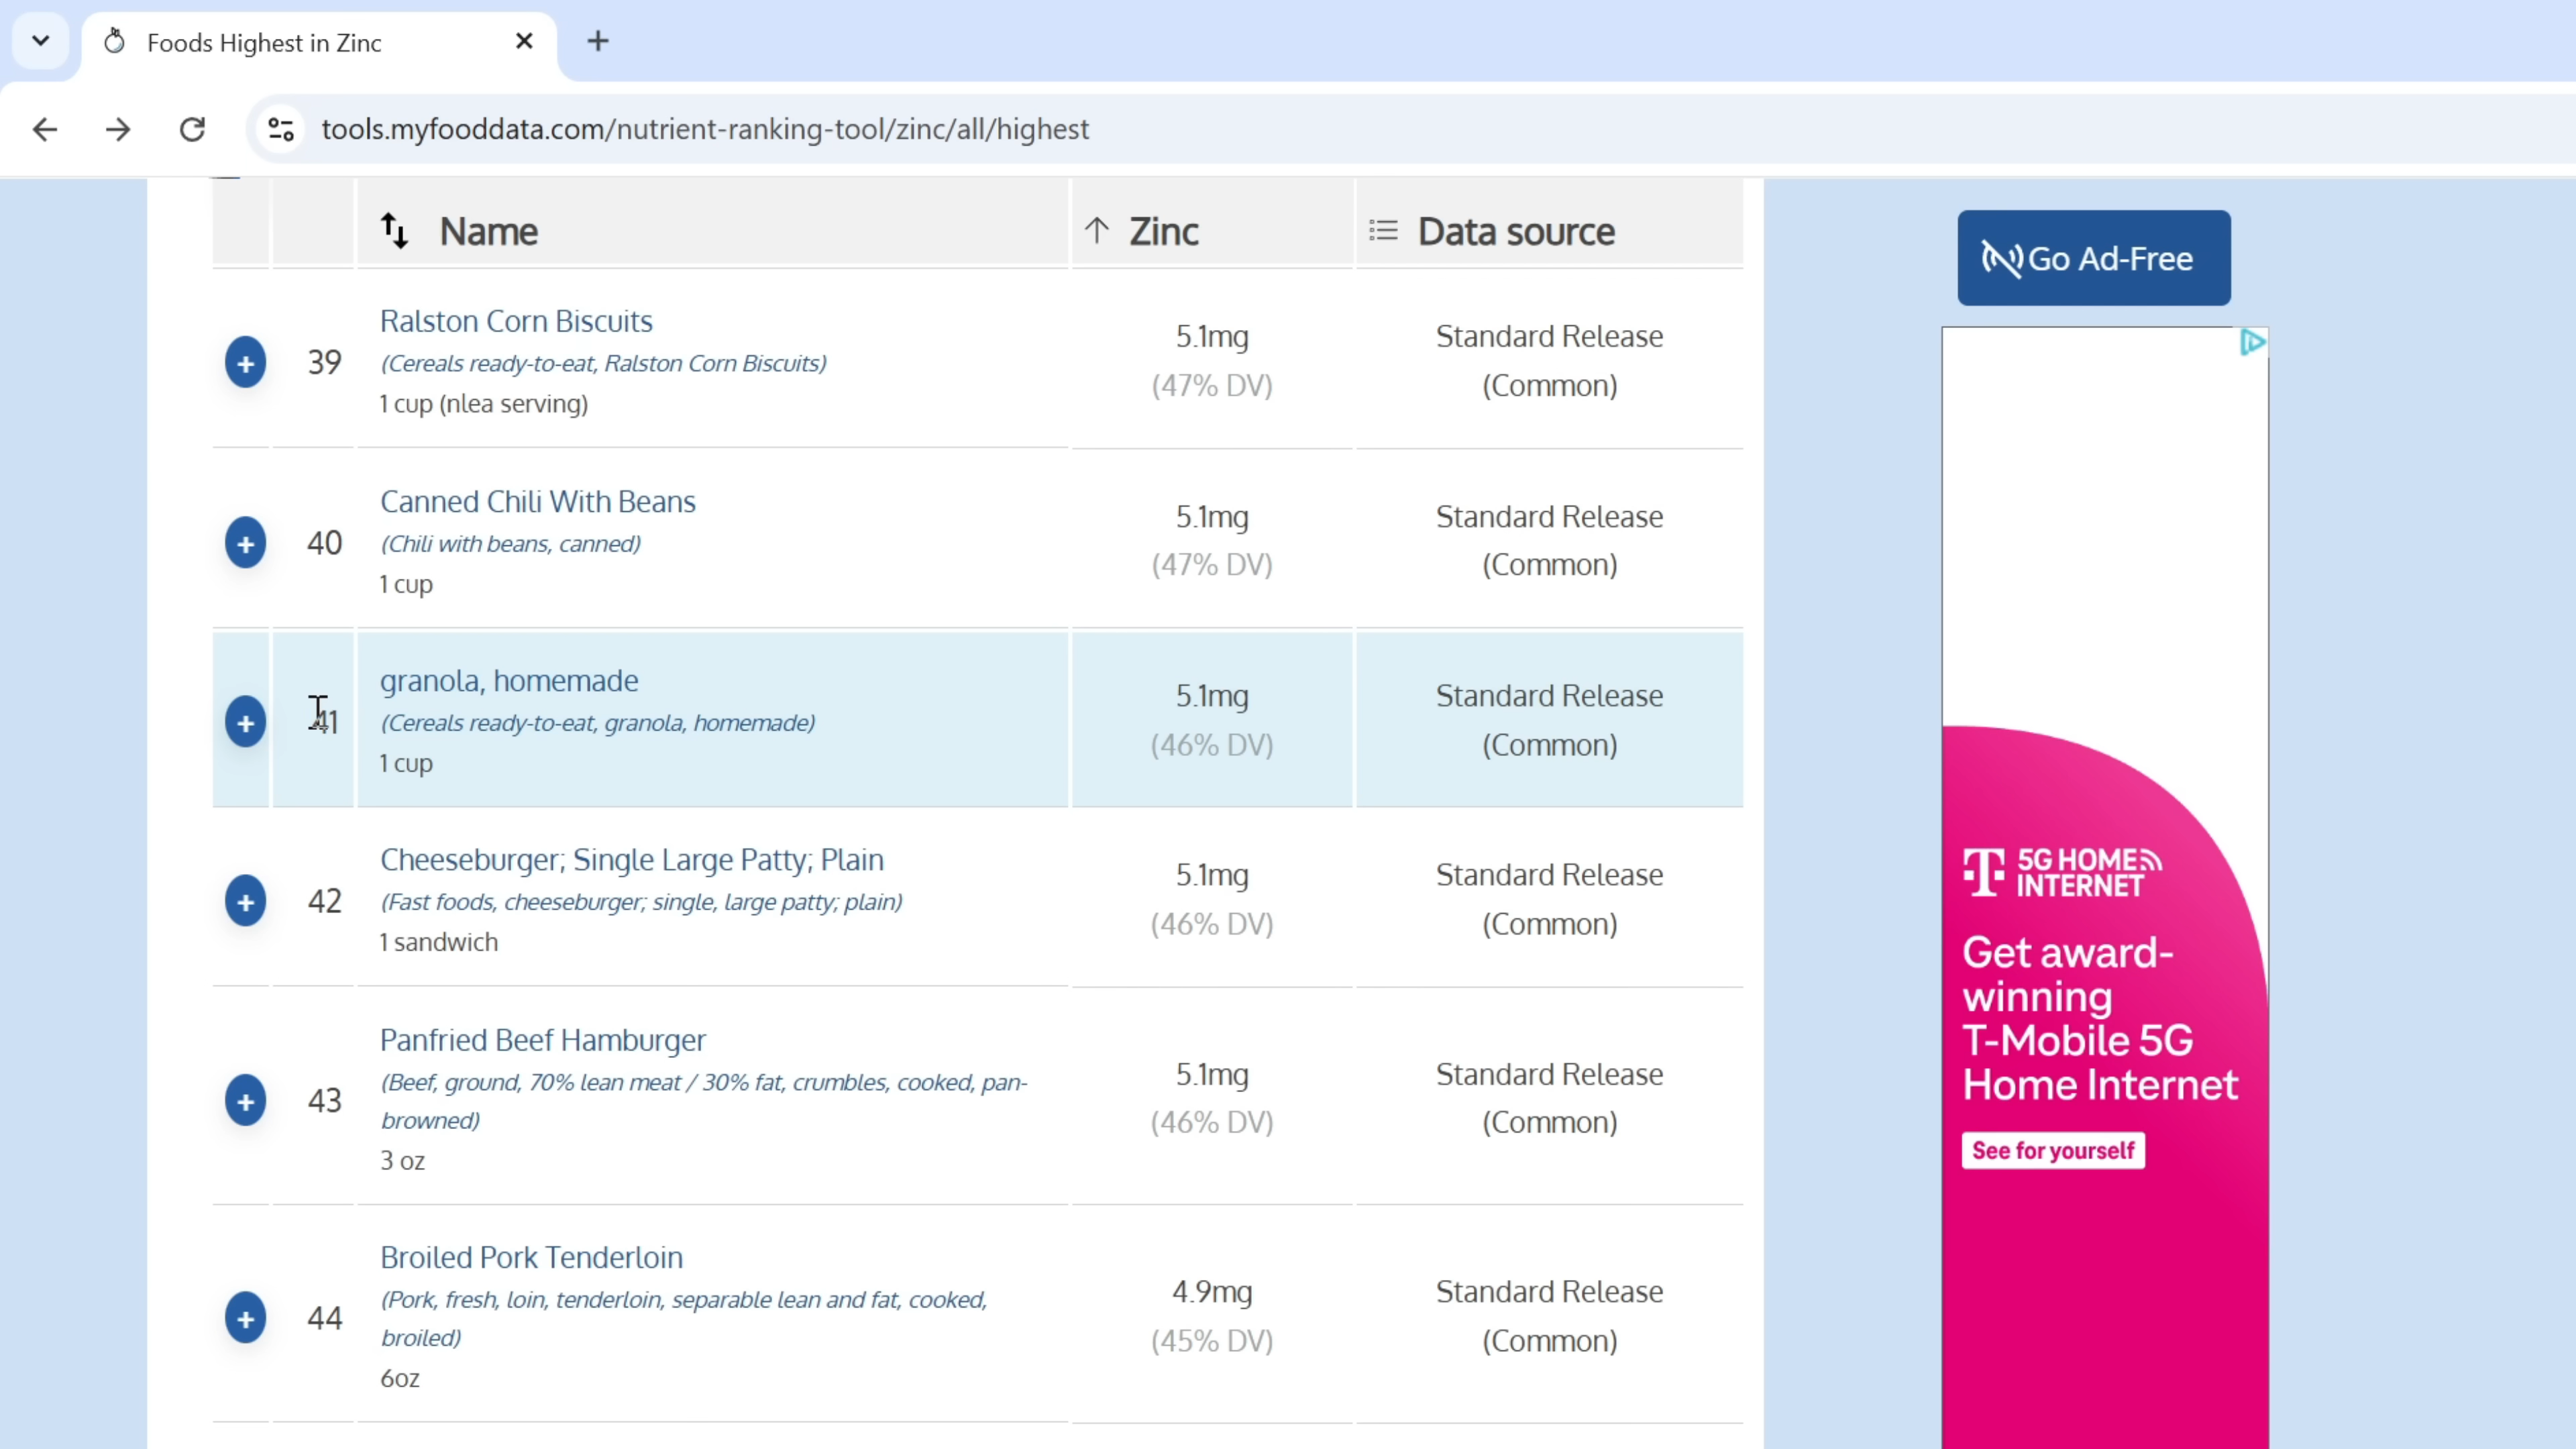 Foods Highest in Zinc
tools.myfooddata.com/nutrient-ranking-tool/zinc/all/highest
Name Zinc Data source
Go Ad-Free
39 Ralston Corn Biscuits
(Cereals ready-to-eat, Ralston Corn Biscuits)
1 cup (nlea serving)
5.1mg
(47% DV)
Standard Release
(Common)
40 Canned Chili With Beans
(Chili with beans, canned)
1 cup
5.1mg
(47% DV)
Standard Release
(Common)
41 granola, homemade
(Cereals ready-to-eat, granola, homemade)
1 cup
5.1mg
(46% DV)
Standard Release
(Common)
42 Cheeseburger; Single Large Patty; Plain
(Fast foods, cheeseburger; single, large patty; plain)
1 sandwich
5.1mg
(46% DV)
Standard Release
(Common)
43 Panfried Beef Hamburger
(Beef, ground, 70% lean meat / 30% fat, crumbles, cooked, pan-
browned)
3 oz
5.1mg
(46% DV)
Standard Release
(Common)
44 Broiled Pork Tenderloin
(Pork, fresh, loin, tenderloin, separable lean and fat, cooked,
broiled)
6oz
4.9mg
(45% DV)
Standard Release
(Common)
T 5G HOME
INTERNET
Get award-
winning
T-Mobile 5G
Home Internet
See for yourself